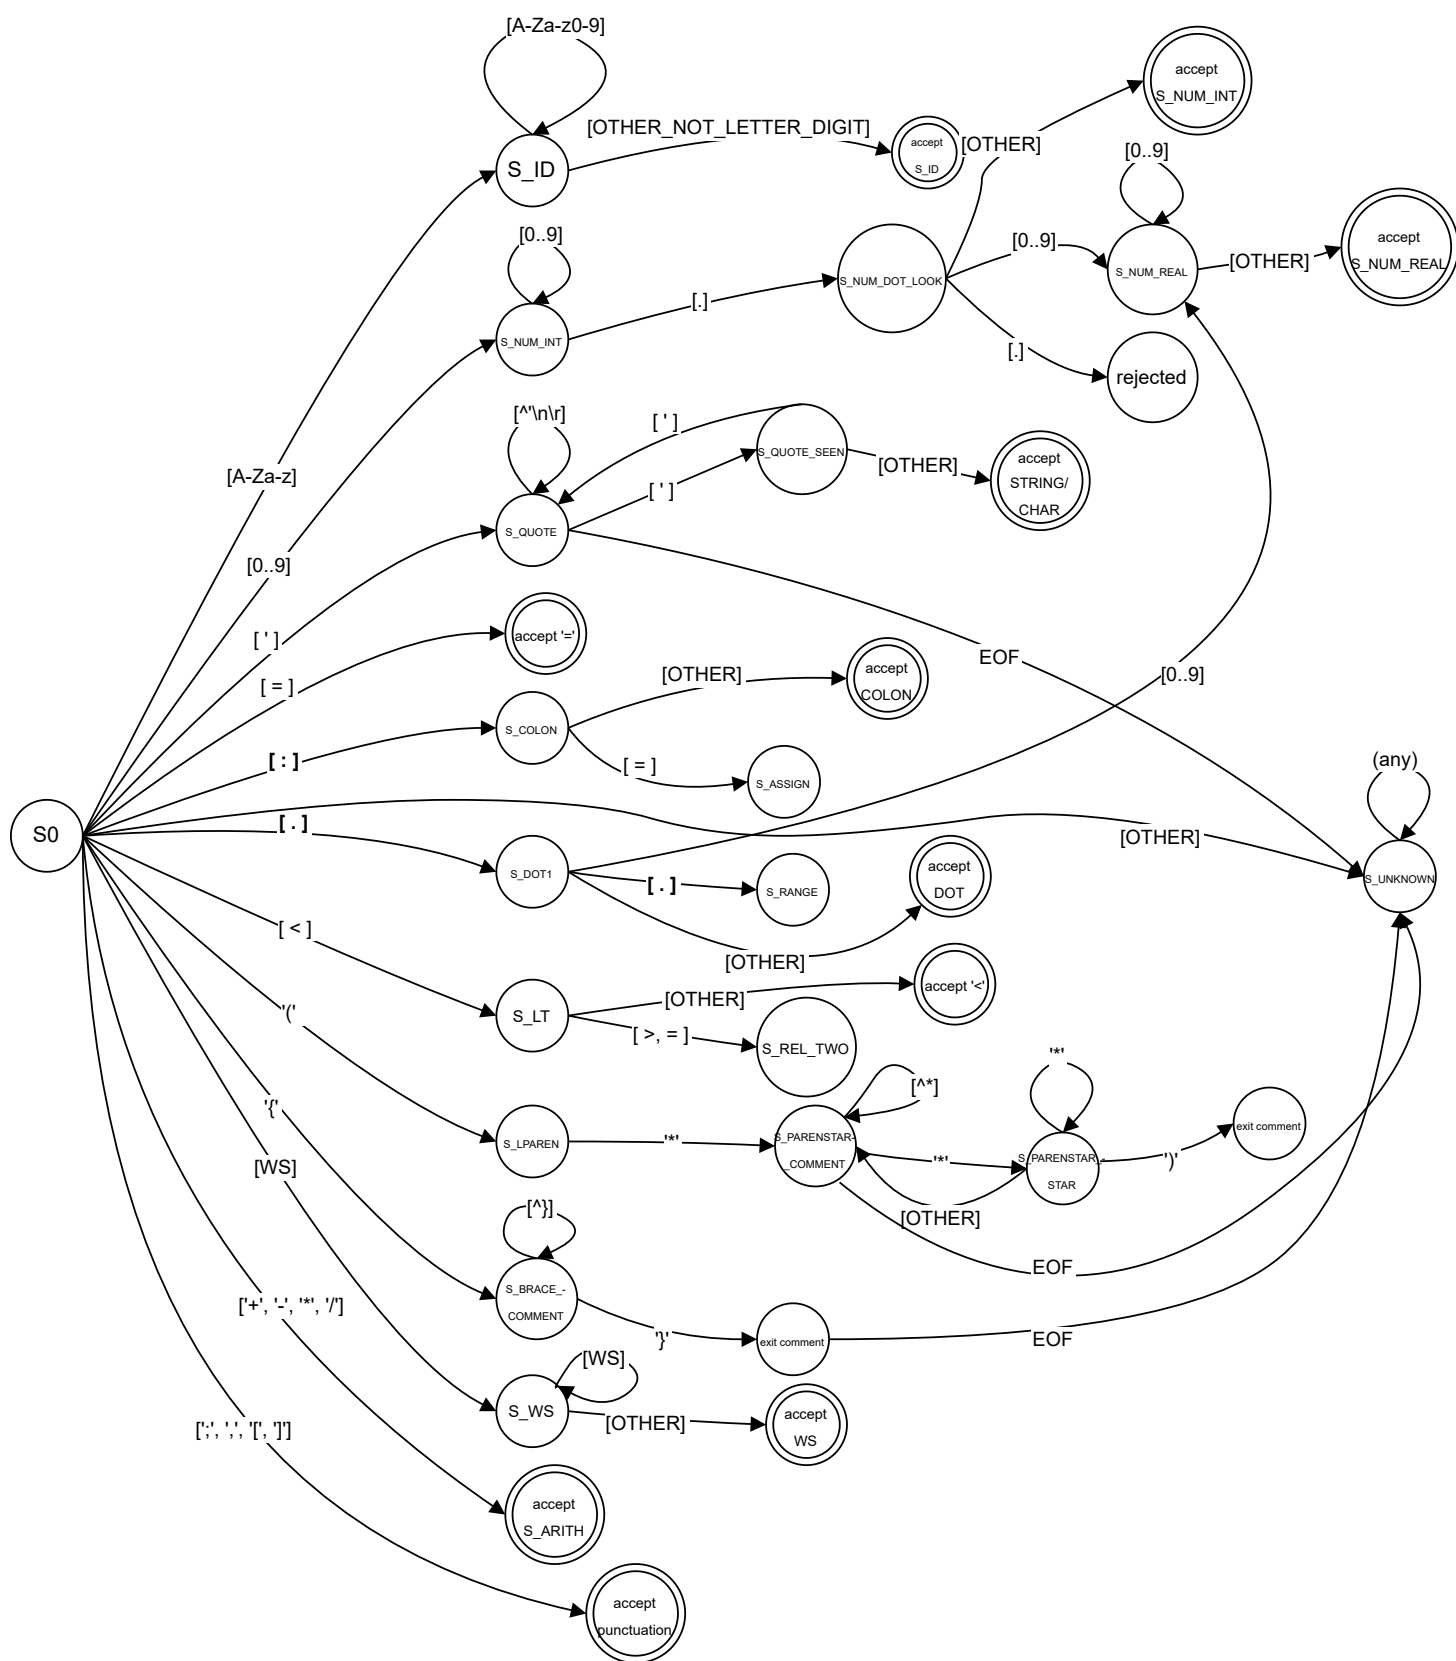 [A-Za-z0-9]
accept
S_NUM_INT
[OTHER_NOT_LETTER_DIGIT]
accept
S_ID
[OTHER]
S_ID
[0..9]
[0..9]
[0..9]
accept
S_NUM_REAL
S_NUM_DOT_LOOK
S_NUM_REAL
[OTHER]
[.]
S_NUM_INT
[.]
rejected
[^'\n\r]
[ ' ]
S_QUOTE_SEEN
[OTHER]
accept
STRING/
CHAR
[A-Za-z]
[ ' ]
S_QUOTE
[0..9]
[ ' ]
accept '='
EOF
[ = ]
[OTHER]
accept
COLON
[0..9]
S_COLON
[ : ]
[ = ]
S_ASSIGN
(any)
S0
[ . ]
[OTHER]
S_DOT1
[ . ]
S_RANGE
accept
DOT
S_UNKNOWN
[ < ]
[OTHER]
[OTHER]
accept '<'
'('
S_LT
[ >, = ]
S_REL_TWO
'*'
[^*]
'{'
S_LPAREN
'*'
S_PARENSTAR-
_COMMENT
'*'
S_PARENSTAR_-
STAR
')'
exit comment
[WS]
[OTHER]
[^}]
EOF
S_BRACE_-
COMMENT
['+', '-', '*', '/']
'}'
exit comment
EOF
[WS]
S_WS
[OTHER]
accept
WS
[';', ',', '[', ']']
accept
S_ARITH
accept
punctuation